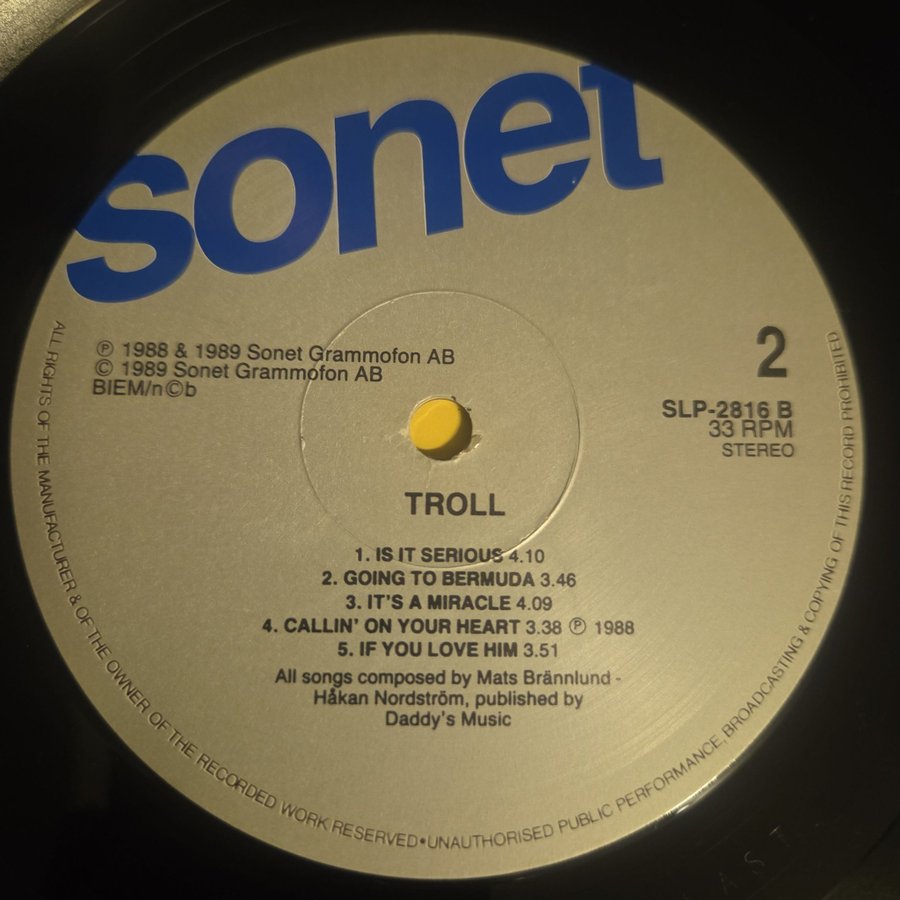 sonet
℗ 1988 & 1989 Sonet Grammofon AB
© 1989 Sonet Grammofon AB
BIEM/n©b
2
SLP-2816 B
33 RPM
STEREO
TROLL
1. IS IT SERIOUS 4.10
2. GOING TO BERMUDA 3.46
3. IT'S A MIRACLE 4.09
4. CALLIN' ON YOUR HEART 3.38 ℗ 1988
5. IF YOU LOVE HIM 3.51
All songs composed by Mats Brännlund -
Håkan Nordström, published by
Daddy's Music
ALL RIGHTS OF THE MANUFACTURER & OF THE OWNER OF THE RECORDED WORK RESERVED•UNAUTHORISED PUBLIC PERFORMANCE, BROADCASTING & COPYING OF THIS RECORD PROHIBITED